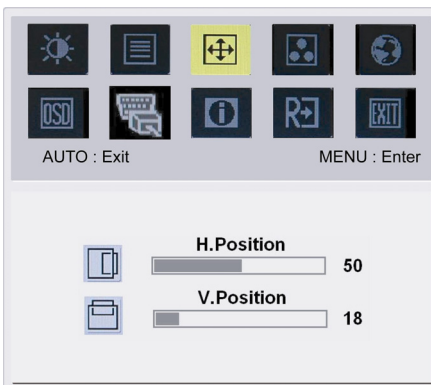 OSD
i
R
EXIT
AUTO : Exit MENU : Enter
H.Position
50
V.Position
18